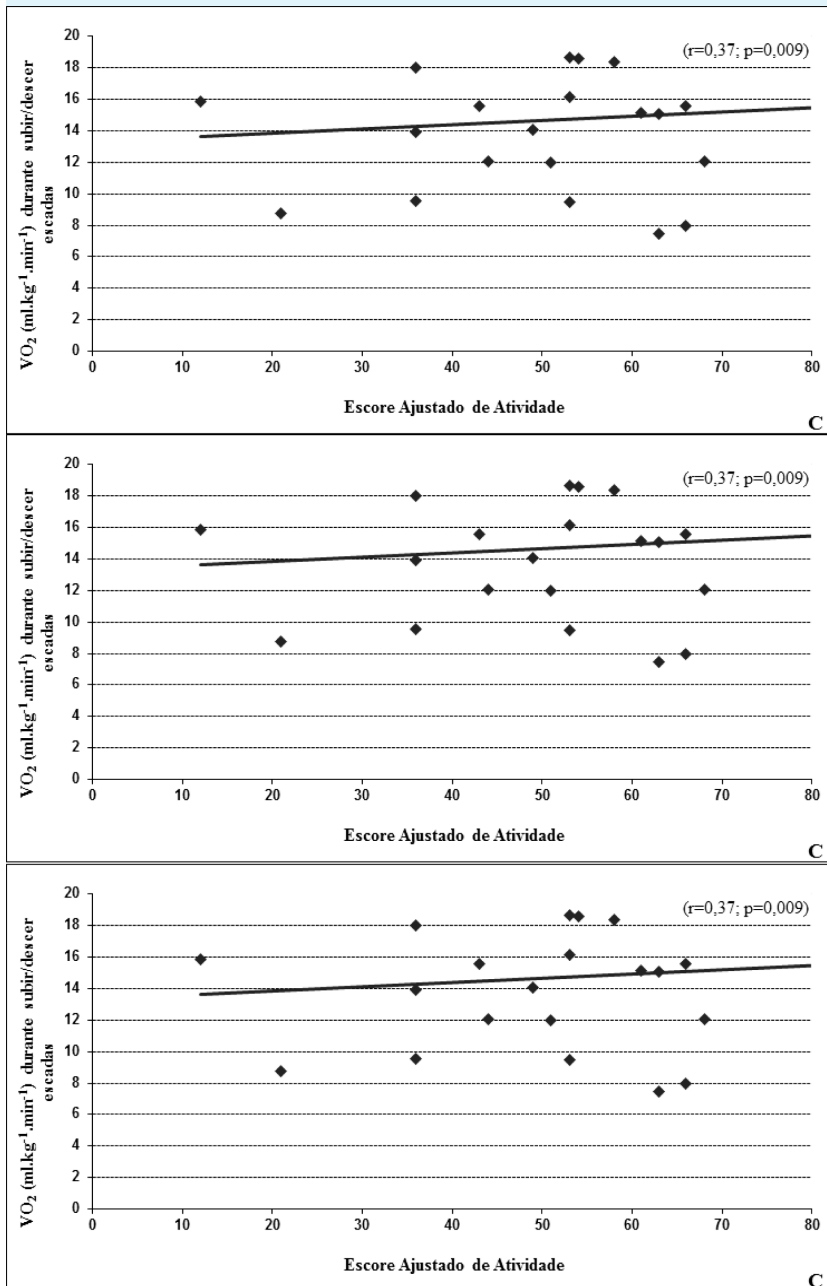 20
18
16
14
12
10
8
6
4
2
0
(r=0,37; p=0,009)
VO₂ (ml.kg⁻¹.min⁻¹) durante subir/descer
escadas
0 10 20 30 40 50 60 70 80
Escore Ajustado de Atividade
C
20
18
16
14
12
10
8
6
4
2
0
(r=0,37; p=0,009)
VO₂ (ml.kg⁻¹.min⁻¹) durante subir/descer
escadas
0 10 20 30 40 50 60 70 80
Escore Ajustado de Atividade
C
20
18
16
14
12
10
8
6
4
2
0
(r=0,37; p=0,009)
VO₂ (ml.kg⁻¹.min⁻¹) durante subir/descer
escadas
0 10 20 30 40 50 60 70 80
Escore Ajustado de Atividade
C